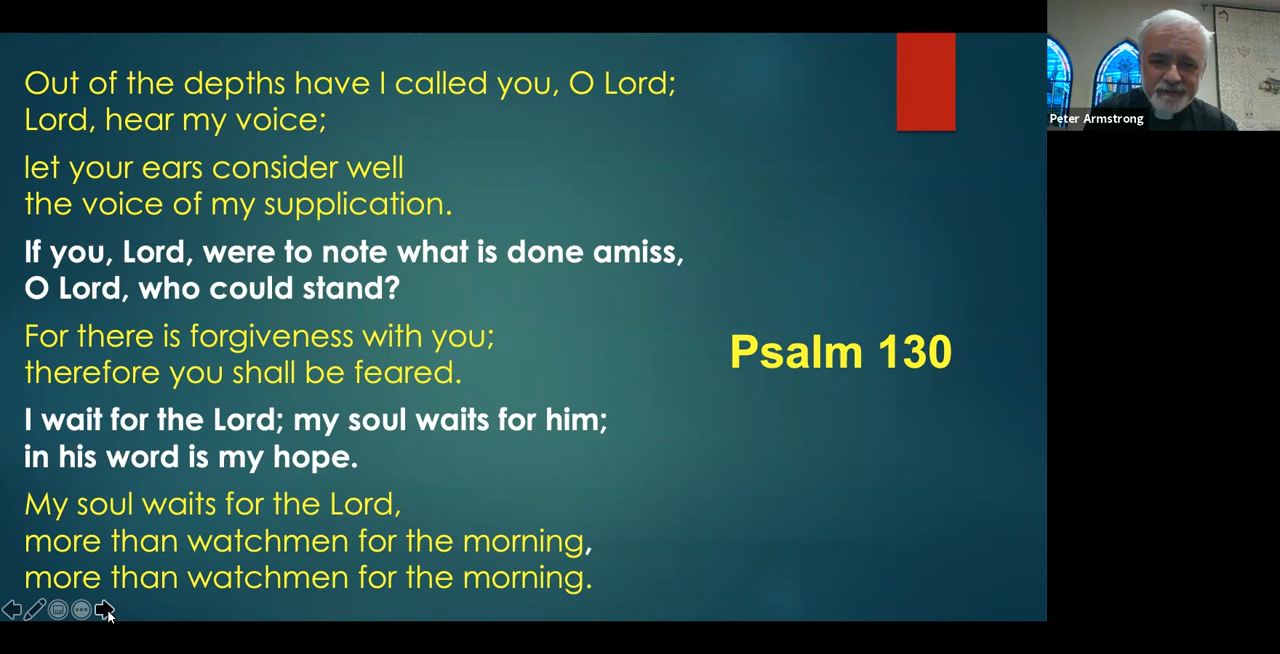 Out of the depths have I called you, O Lord;
Lord, hear my voice;
let your ears consider well
the voice of my supplication.
If you, Lord, were to note what is done amiss,
O Lord, who could stand?
For there is forgiveness with you;
therefore you shall be feared.
I wait for the Lord; my soul waits for him;
in his word is my hope.
My soul waits for the Lord,
more than watchmen for the morning,
more than watchmen for the morning.
Psalm 130
Peter Armstrong